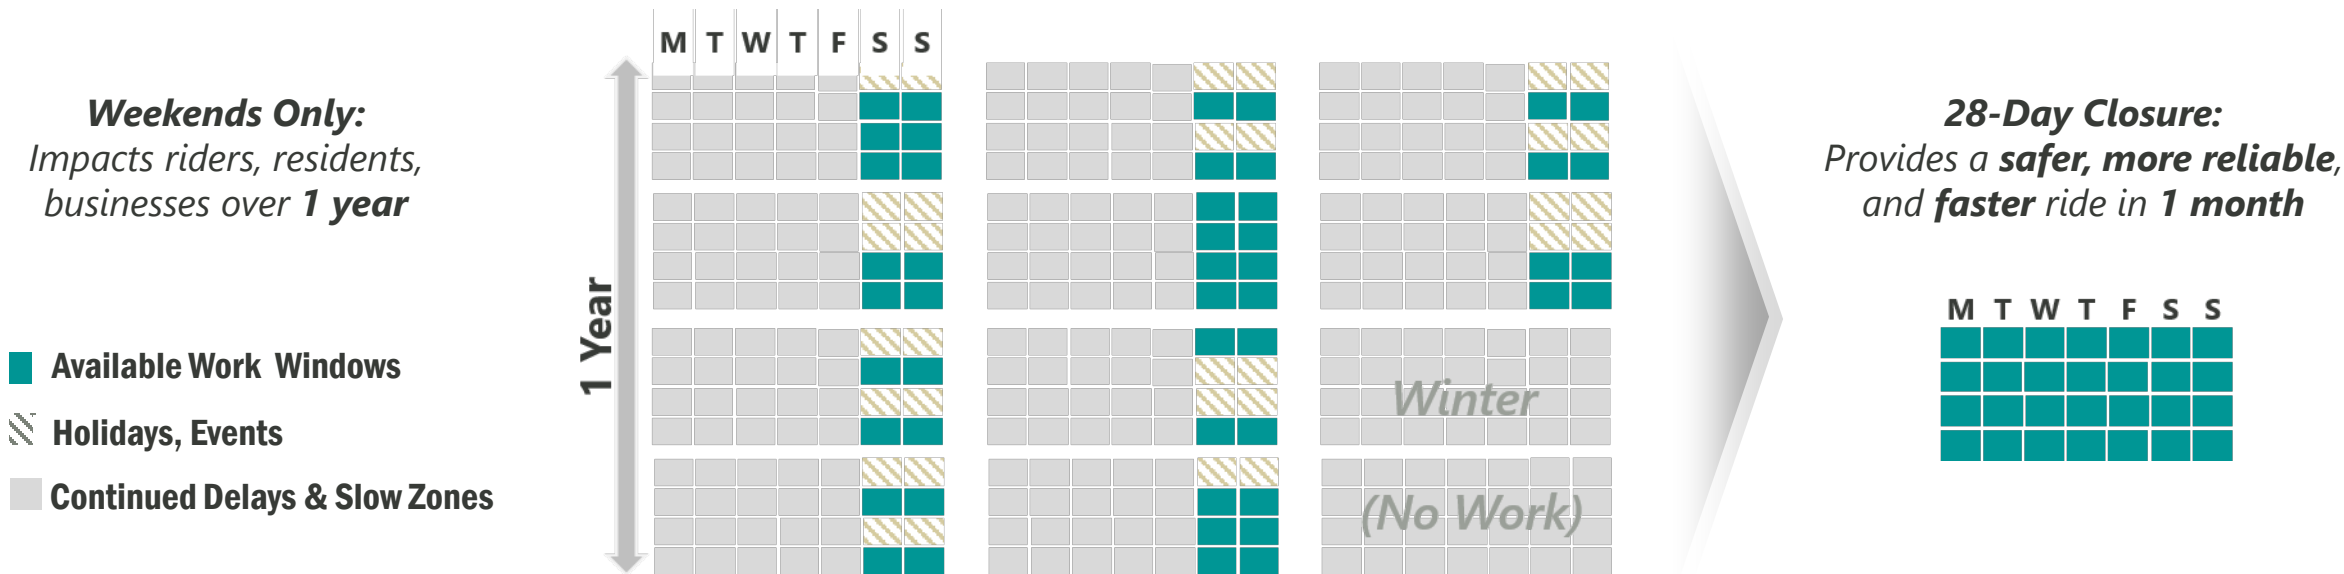 Weekends Only:
Impacts riders, residents,
businesses over 1 year
Available Work Windows
Holidays, Events
Continued Delays & Slow Zones
1 Year
M T W T F S S
Winter
(No Work)
28-Day Closure:
Provides a safer, more reliable,
and faster ride in 1 month
M T W T F S S